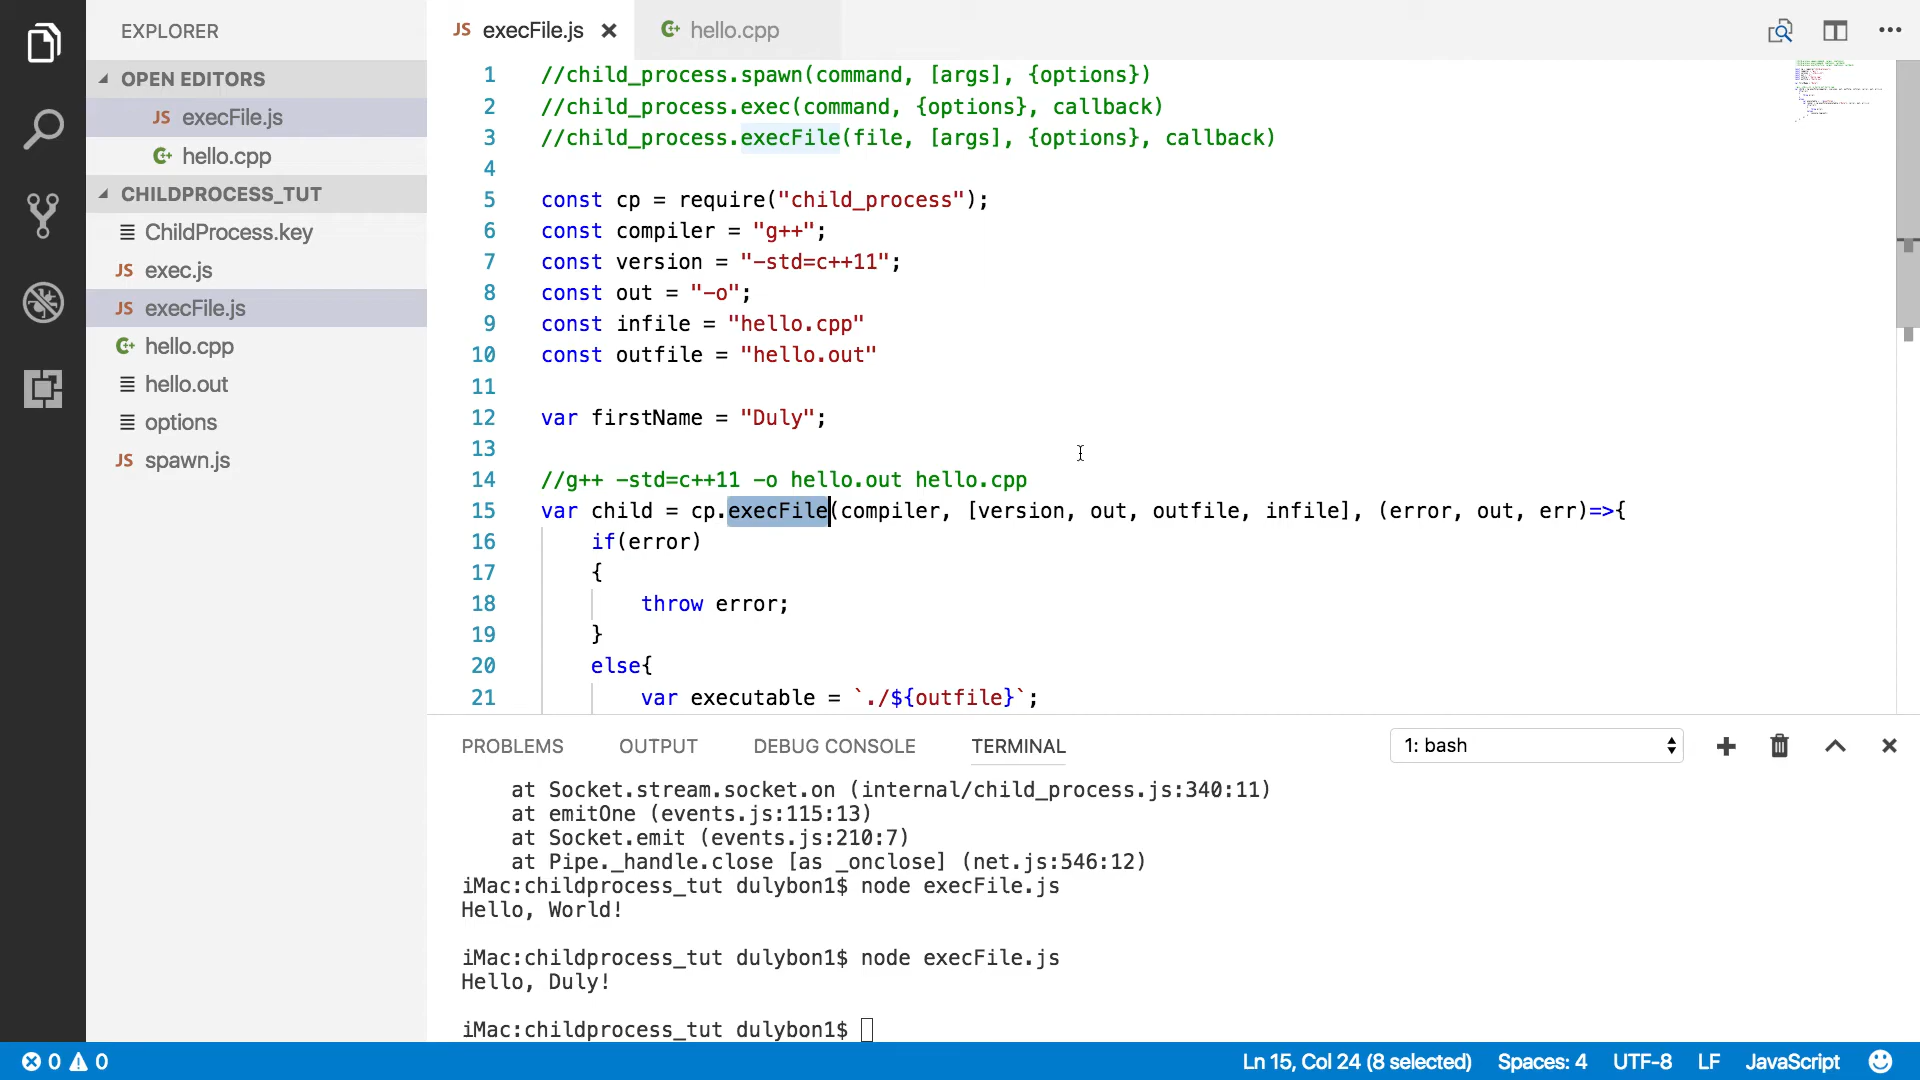 EXPLORER
OPEN EDITORS
JS execFile.js
hello.cpp
CHILDPROCESS_TUT
ChildProcess.key
JS exec.js
JS execFile.js
hello.cpp
hello.out
options
JS spawn.js
JS execFile.js
hello.cpp
1 //child_process.spawn(command, [args], {options})
2 //child_process.exec(command, {options}, callback)
3 //child_process.execFile(file, [args], {options}, callback)
4
5 const cp = require("child_process");
6 const compiler = "g++";
7 const version = "-std=c++11";
8 const out = "-o";
9 const infile = "hello.cpp"
10 const outfile = "hello.out"
11
12 var firstName = "Duly";
13
14 //g++ -std=c++11 -o hello.out hello.cpp
15 var child = cp.execFile(compiler, [version, out, outfile, infile], (error, out, err)=>{
16 if(error)
17 {
18 throw error;
19 }
20 else{
21 var executable = `./${outfile}`;
PROBLEMS OUTPUT DEBUG CONSOLE TERMINAL 1: bash
at Socket.stream.socket.on (internal/child_process.js:340:11)
at emitOne (events.js:115:13)
at Socket.emit (events.js:210:7)
at Pipe._handle.close [as _onclose] (net.js:546:12)
iMac:childprocess_tut dulybon1$ node execFile.js
Hello, World!
iMac:childprocess_tut dulybon1$ node execFile.js
Hello, Duly!
iMac:childprocess_tut dulybon1$
0 0 Ln 15, Col 24 (8 selected) Spaces: 4 UTF-8 LF JavaScript